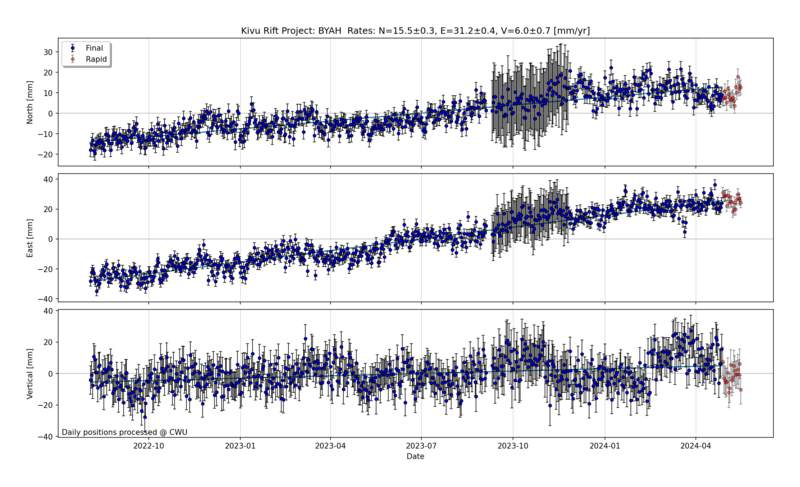 Kivu Rift Project: BYAH  Rates: N=15.5±0.3, E=31.2±0.4, V=6.0±0.7 [mm/yr]
Final
Rapid
North [mm]
30
20
10
0
−10
−20
East [mm]
40
20
0
−20
−40
Vertical [mm]
40
20
0
−20
−40
Daily positions processed @ CWU
2022-10 2023-01 2023-04 2023-07 2023-10 2024-01 2024-04
Date